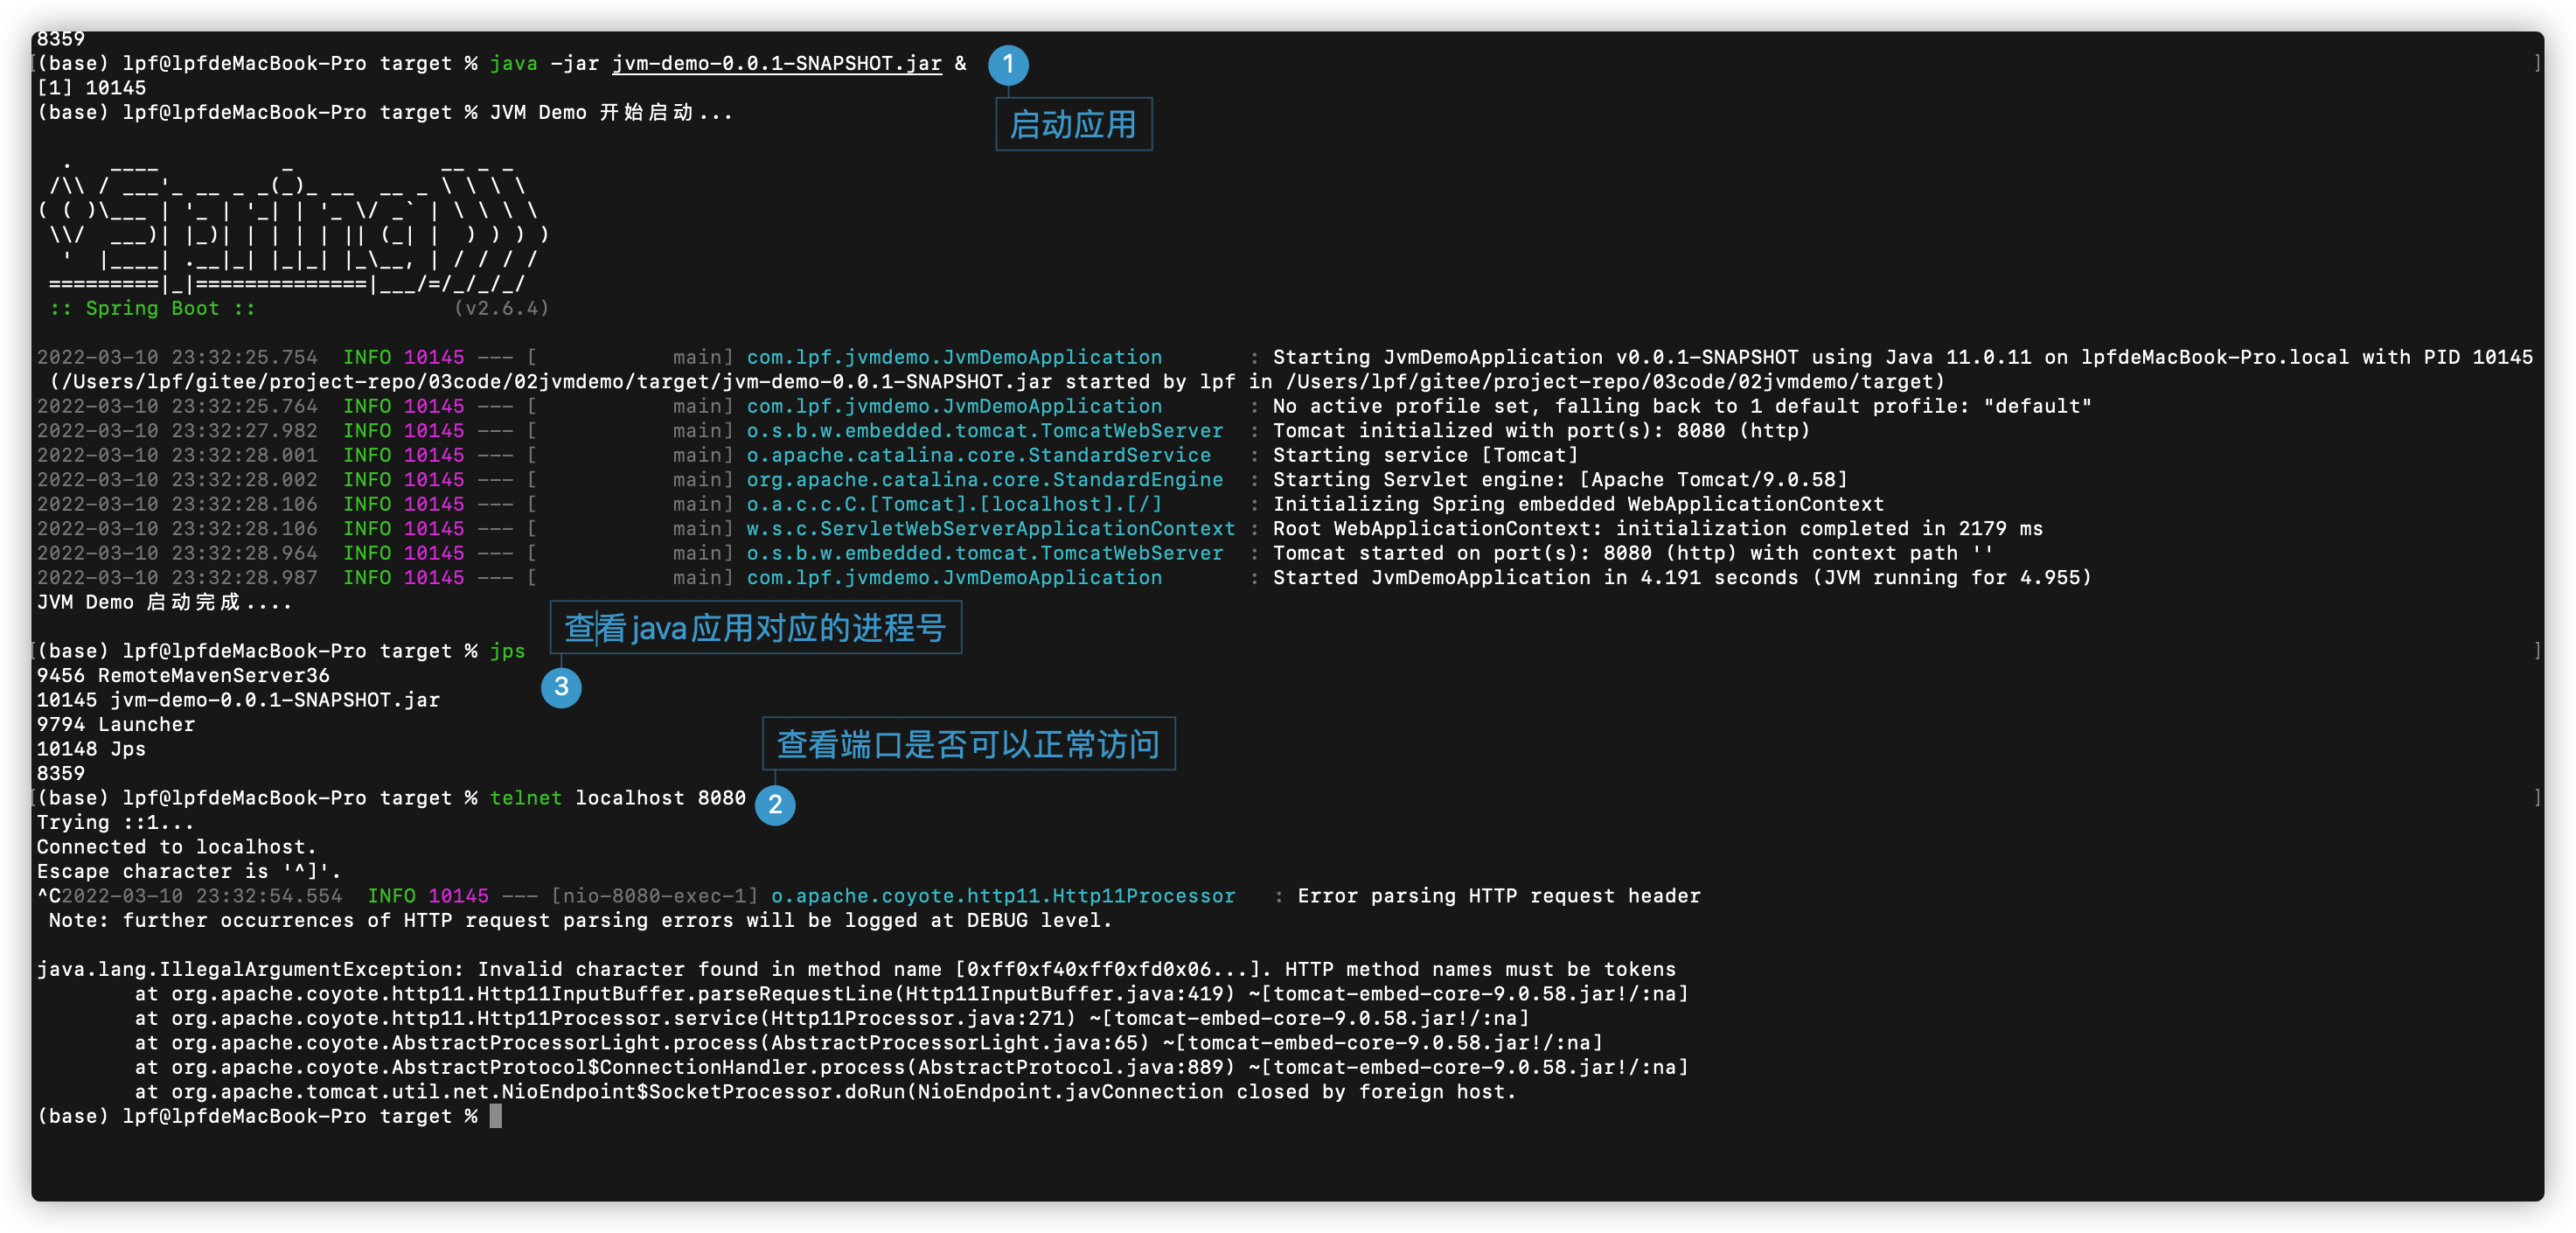 8359
(base) lpf@lpfdeMacBook-Pro target % java -jar jvm-demo-0.0.1-SNAPSHOT.jar &
1
[1] 10145
(base) lpf@lpfdeMacBook-Pro target % JVM Demo 开始启动...
启动应用
  .   ____          _            __ _ _
 /\\ / ___'_ __ _ _(_)_ __  __ _ \ \ \ \
( ( )\___ | '_ | '_| | '_ \/ _` | \ \ \ \
 \\/  ___)| |_)| | | | | || (_| |  ) ) ) )
  '  |____| .__|_| |_|_| |_\__, | / / / /
 =========|_|==============|___/=/_/_/_/
 :: Spring Boot ::                (v2.6.4)
2022-03-10 23:32:25.754  INFO 10145 --- [           main] com.lpf.jvmdemo.JvmDemoApplication       : Starting JvmDemoApplication v0.0.1-SNAPSHOT using Java 11.0.11 on lpfdeMacBook-Pro.local with PID 10145
 (/Users/lpf/gitee/project-repo/03code/02jvmdemo/target/jvm-demo-0.0.1-SNAPSHOT.jar started by lpf in /Users/lpf/gitee/project-repo/03code/02jvmdemo/target)
2022-03-10 23:32:25.764  INFO 10145 --- [           main] com.lpf.jvmdemo.JvmDemoApplication       : No active profile set, falling back to 1 default profile: "default"
2022-03-10 23:32:27.982  INFO 10145 --- [           main] o.s.b.w.embedded.tomcat.TomcatWebServer  : Tomcat initialized with port(s): 8080 (http)
2022-03-10 23:32:28.001  INFO 10145 --- [           main] o.apache.catalina.core.StandardService   : Starting service [Tomcat]
2022-03-10 23:32:28.002  INFO 10145 --- [           main] org.apache.catalina.core.StandardEngine  : Starting Servlet engine: [Apache Tomcat/9.0.58]
2022-03-10 23:32:28.106  INFO 10145 --- [           main] o.a.c.c.C.[Tomcat].[localhost].[/]       : Initializing Spring embedded WebApplicationContext
2022-03-10 23:32:28.106  INFO 10145 --- [           main] w.s.c.ServletWebServerApplicationContext : Root WebApplicationContext: initialization completed in 2179 ms
2022-03-10 23:32:28.964  INFO 10145 --- [           main] o.s.b.w.embedded.tomcat.TomcatWebServer  : Tomcat started on port(s): 8080 (http) with context path ''
2022-03-10 23:32:28.987  INFO 10145 --- [           main] com.lpf.jvmdemo.JvmDemoApplication       : Started JvmDemoApplication in 4.191 seconds (JVM running for 4.955)
JVM Demo 启动完成....
查看java应用对应的进程号
(base) lpf@lpfdeMacBook-Pro target % jps
9456 RemoteMavenServer36
3
10145 jvm-demo-0.0.1-SNAPSHOT.jar
9794 Launcher
查看端口是否可以正常访问
10148 Jps
8359
(base) lpf@lpfdeMacBook-Pro target % telnet localhost 8080
2
Trying ::1...
Connected to localhost.
Escape character is '^]'.
^C2022-03-10 23:32:54.554  INFO 10145 --- [nio-8080-exec-1] o.apache.coyote.http11.Http11Processor   : Error parsing HTTP request header
 Note: further occurrences of HTTP request parsing errors will be logged at DEBUG level.
java.lang.IllegalArgumentException: Invalid character found in method name [0xff0xf40xff0xfd0x06...]. HTTP method names must be tokens
        at org.apache.coyote.http11.Http11InputBuffer.parseRequestLine(Http11InputBuffer.java:419) ~[tomcat-embed-core-9.0.58.jar!/:na]
        at org.apache.coyote.http11.Http11Processor.service(Http11Processor.java:271) ~[tomcat-embed-core-9.0.58.jar!/:na]
        at org.apache.coyote.AbstractProcessorLight.process(AbstractProcessorLight.java:65) ~[tomcat-embed-core-9.0.58.jar!/:na]
        at org.apache.coyote.AbstractProtocol$ConnectionHandler.process(AbstractProtocol.java:889) ~[tomcat-embed-core-9.0.58.jar!/:na]
        at org.apache.tomcat.util.net.NioEndpoint$SocketProcessor.doRun(NioEndpoint.javConnection closed by foreign host.
(base) lpf@lpfdeMacBook-Pro target %